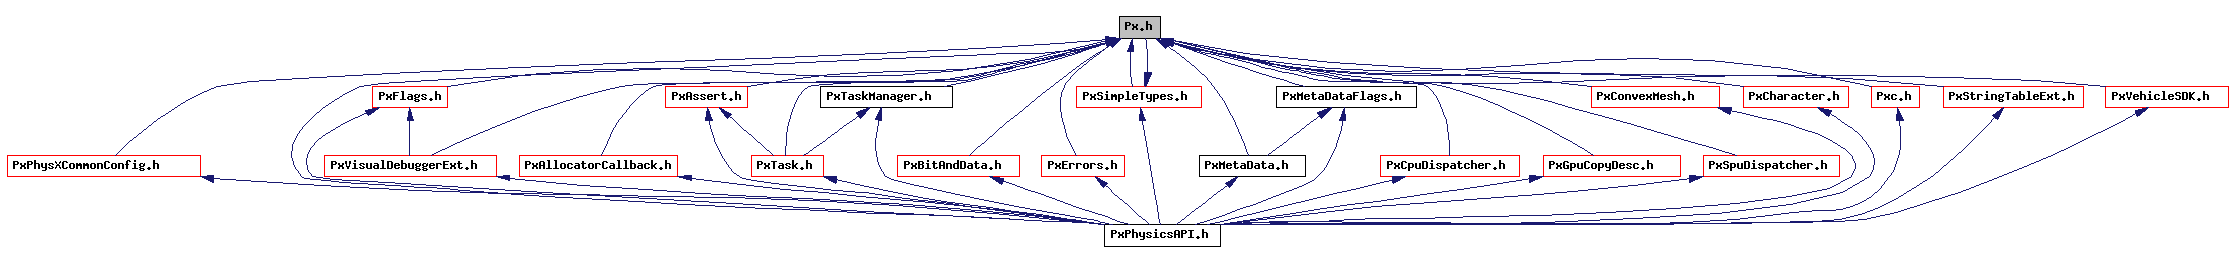 Px.h
PxFlags.h
PxAssert.h
PxTaskManager.h
PxSimpleTypes.h
PxMetaDataFlags.h
PxConvexMesh.h
PxCharacter.h
Pxc.h
PxStringTableExt.h
PxVehicleSDK.h
PxPhysXCommonConfig.h
PxVisualDebuggerExt.h
PxAllocatorCallback.h
PxTask.h
PxBitAndData.h
PxErrors.h
PxMetaData.h
PxCpuDispatcher.h
PxGpuCopyDesc.h
PxSpuDispatcher.h
PxPhysicsAPI.h